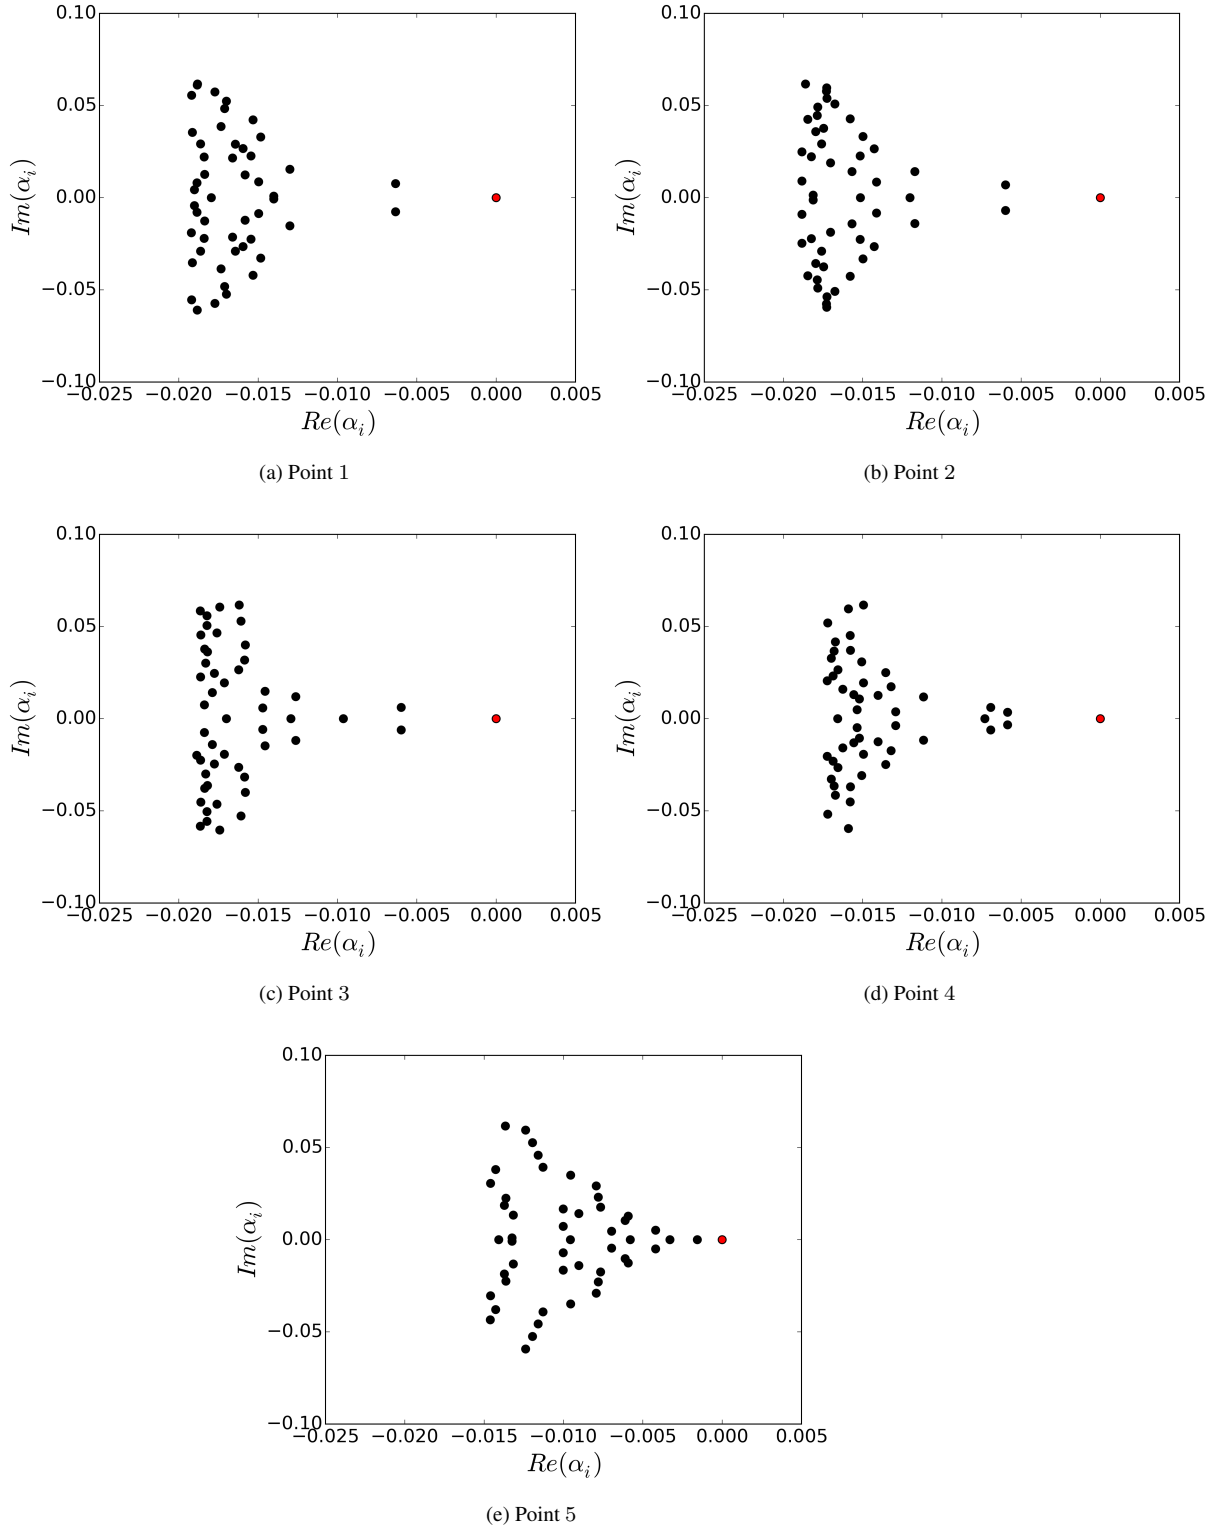 0.10 0.10
0.05 0.05
0.00 0.00
−0.05 −0.05
−0.10 −0.10
Im(αᵢ) Im(αᵢ)
−0.025 −0.020 −0.015 −0.010 −0.005 0.000 0.005 −0.025 −0.020 −0.015 −0.010 −0.005 0.000 0.005
Re(αᵢ) Re(αᵢ)
(a) Point 1 (b) Point 2
0.10 0.10
0.05 0.05
0.00 0.00
−0.05 −0.05
−0.10 −0.10
Im(αᵢ) Im(αᵢ)
−0.025 −0.020 −0.015 −0.010 −0.005 0.000 0.005 −0.025 −0.020 −0.015 −0.010 −0.005 0.000 0.005
Re(αᵢ) Re(αᵢ)
(c) Point 3 (d) Point 4
0.10
0.05
0.00
−0.05
−0.10
Im(αᵢ)
−0.025 −0.020 −0.015 −0.010 −0.005 0.000 0.005
Re(αᵢ)
(e) Point 5